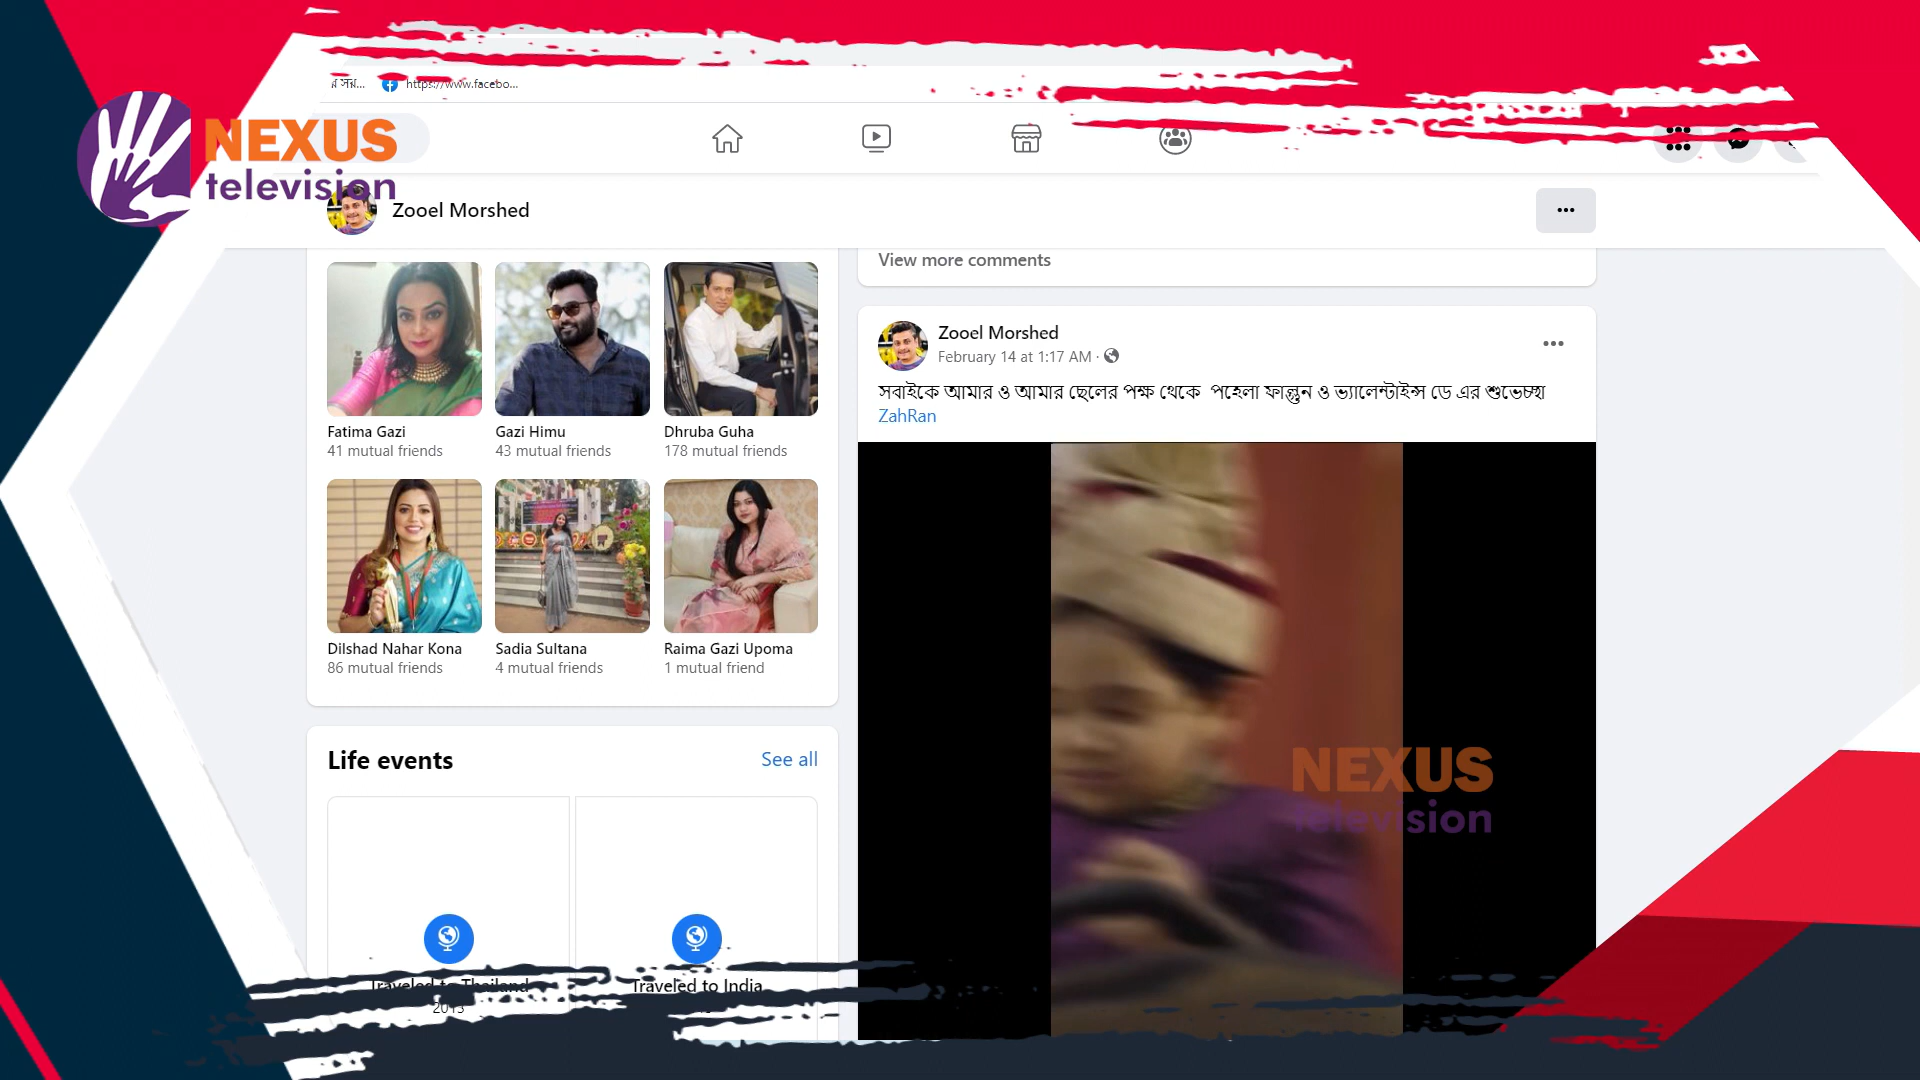 https://www.facebo...
NEXUS
television
Zooel Morshed
View more comments
Fatima Gazi
41 mutual friends
Gazi Himu
43 mutual friends
Dhruba Guha
178 mutual friends
Dilshad Nahar Kona
86 mutual friends
Sadia Sultana
4 mutual friends
Raima Gazi Upoma
1 mutual friend
Life events
See all
Traveled to Thailand
2013
Traveled to India
Zooel Morshed
February 14 at 1:17 AM ·
সবাইকে আমার ও আমার ছেলের পক্ষ থেকে পহেলা ফাল্গুন ও ভ্যালেন্টাইন্স ডে এর শুভেচ্ছা
ZahRan
NEXUS
television